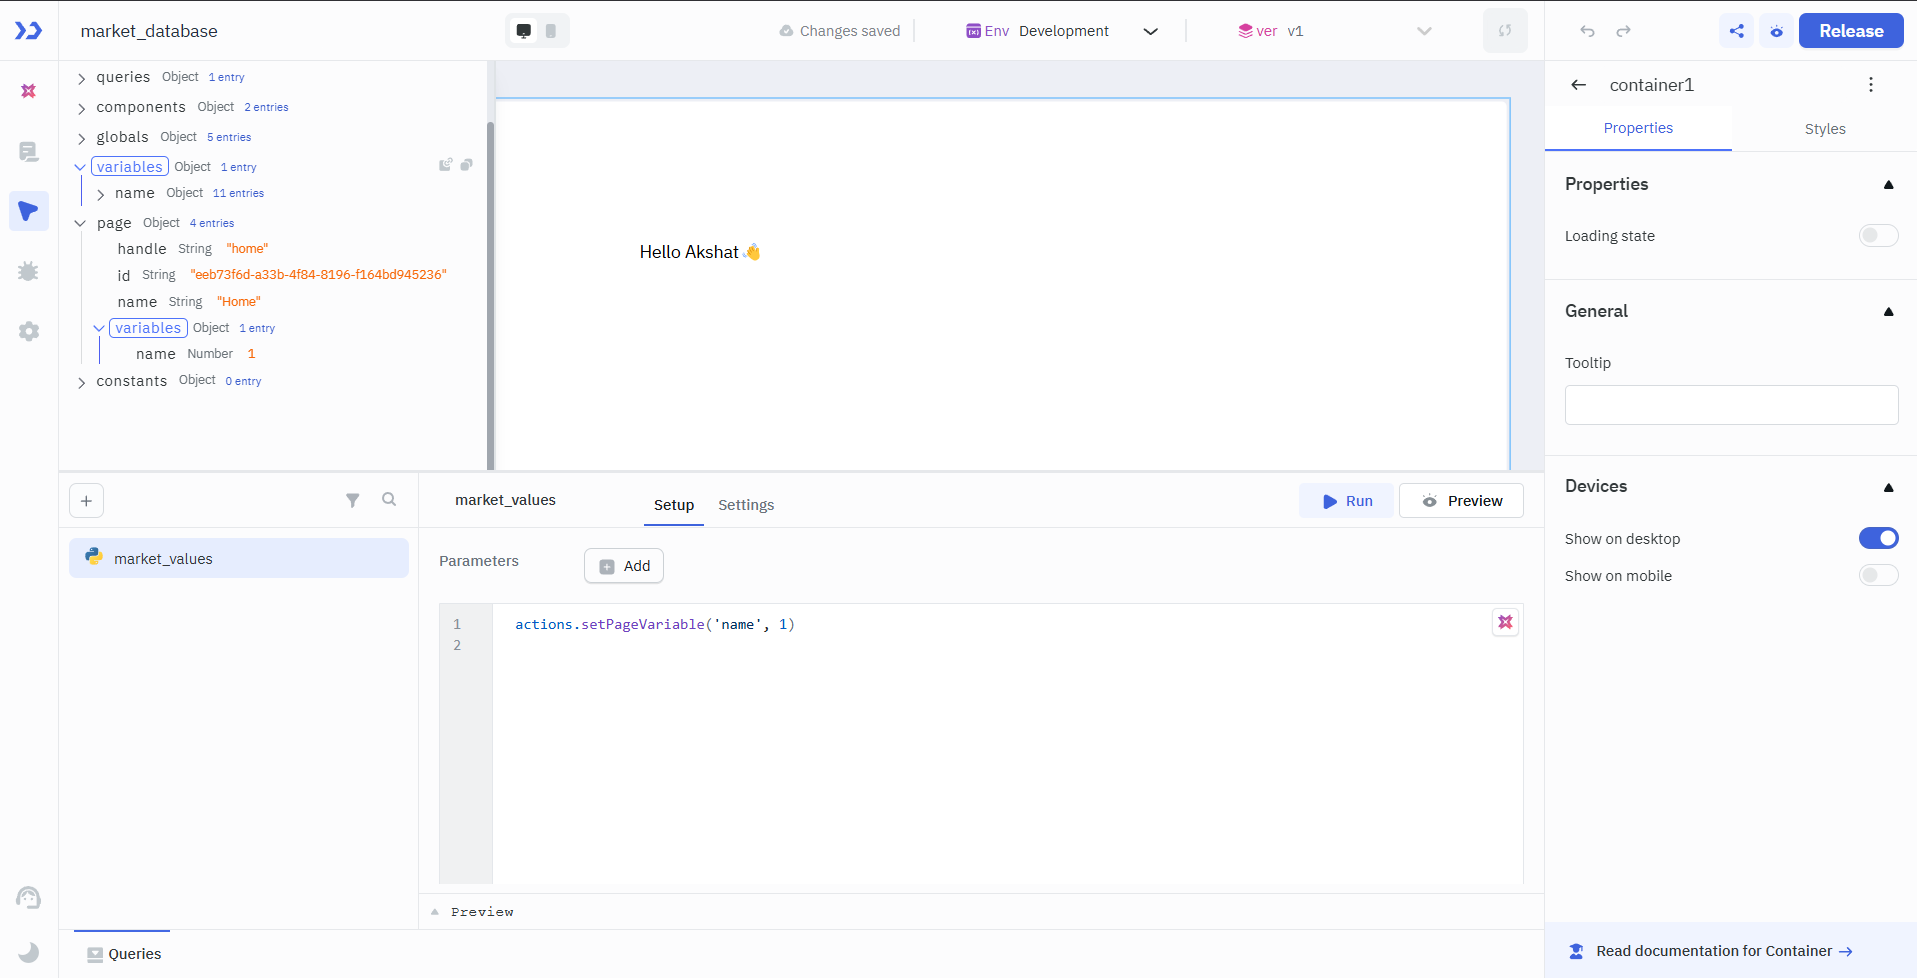 market_database
Changes saved
Env Development
ver v1
Release
queries Object 1 entry
components Object 2 entries
globals Object 5 entries
variables Object 1 entry
name Object 11 entries
page Object 4 entries
handle String "home"
id String "eeb73f6d-a33b-4f84-8196-f164bd945236"
name String "Home"
variables Object 1 entry
name Number 1
constants Object 0 entry
Hello Akshat 👋
container1
Properties
Styles
Properties
Loading state
General
Tooltip
Devices
Show on desktop
Show on mobile
Read documentation for Container →
market_values
market_values
Setup
Settings
Run
Preview
Parameters
Add
1 actions.setPageVariable('name', 1)
2
Preview
Queries